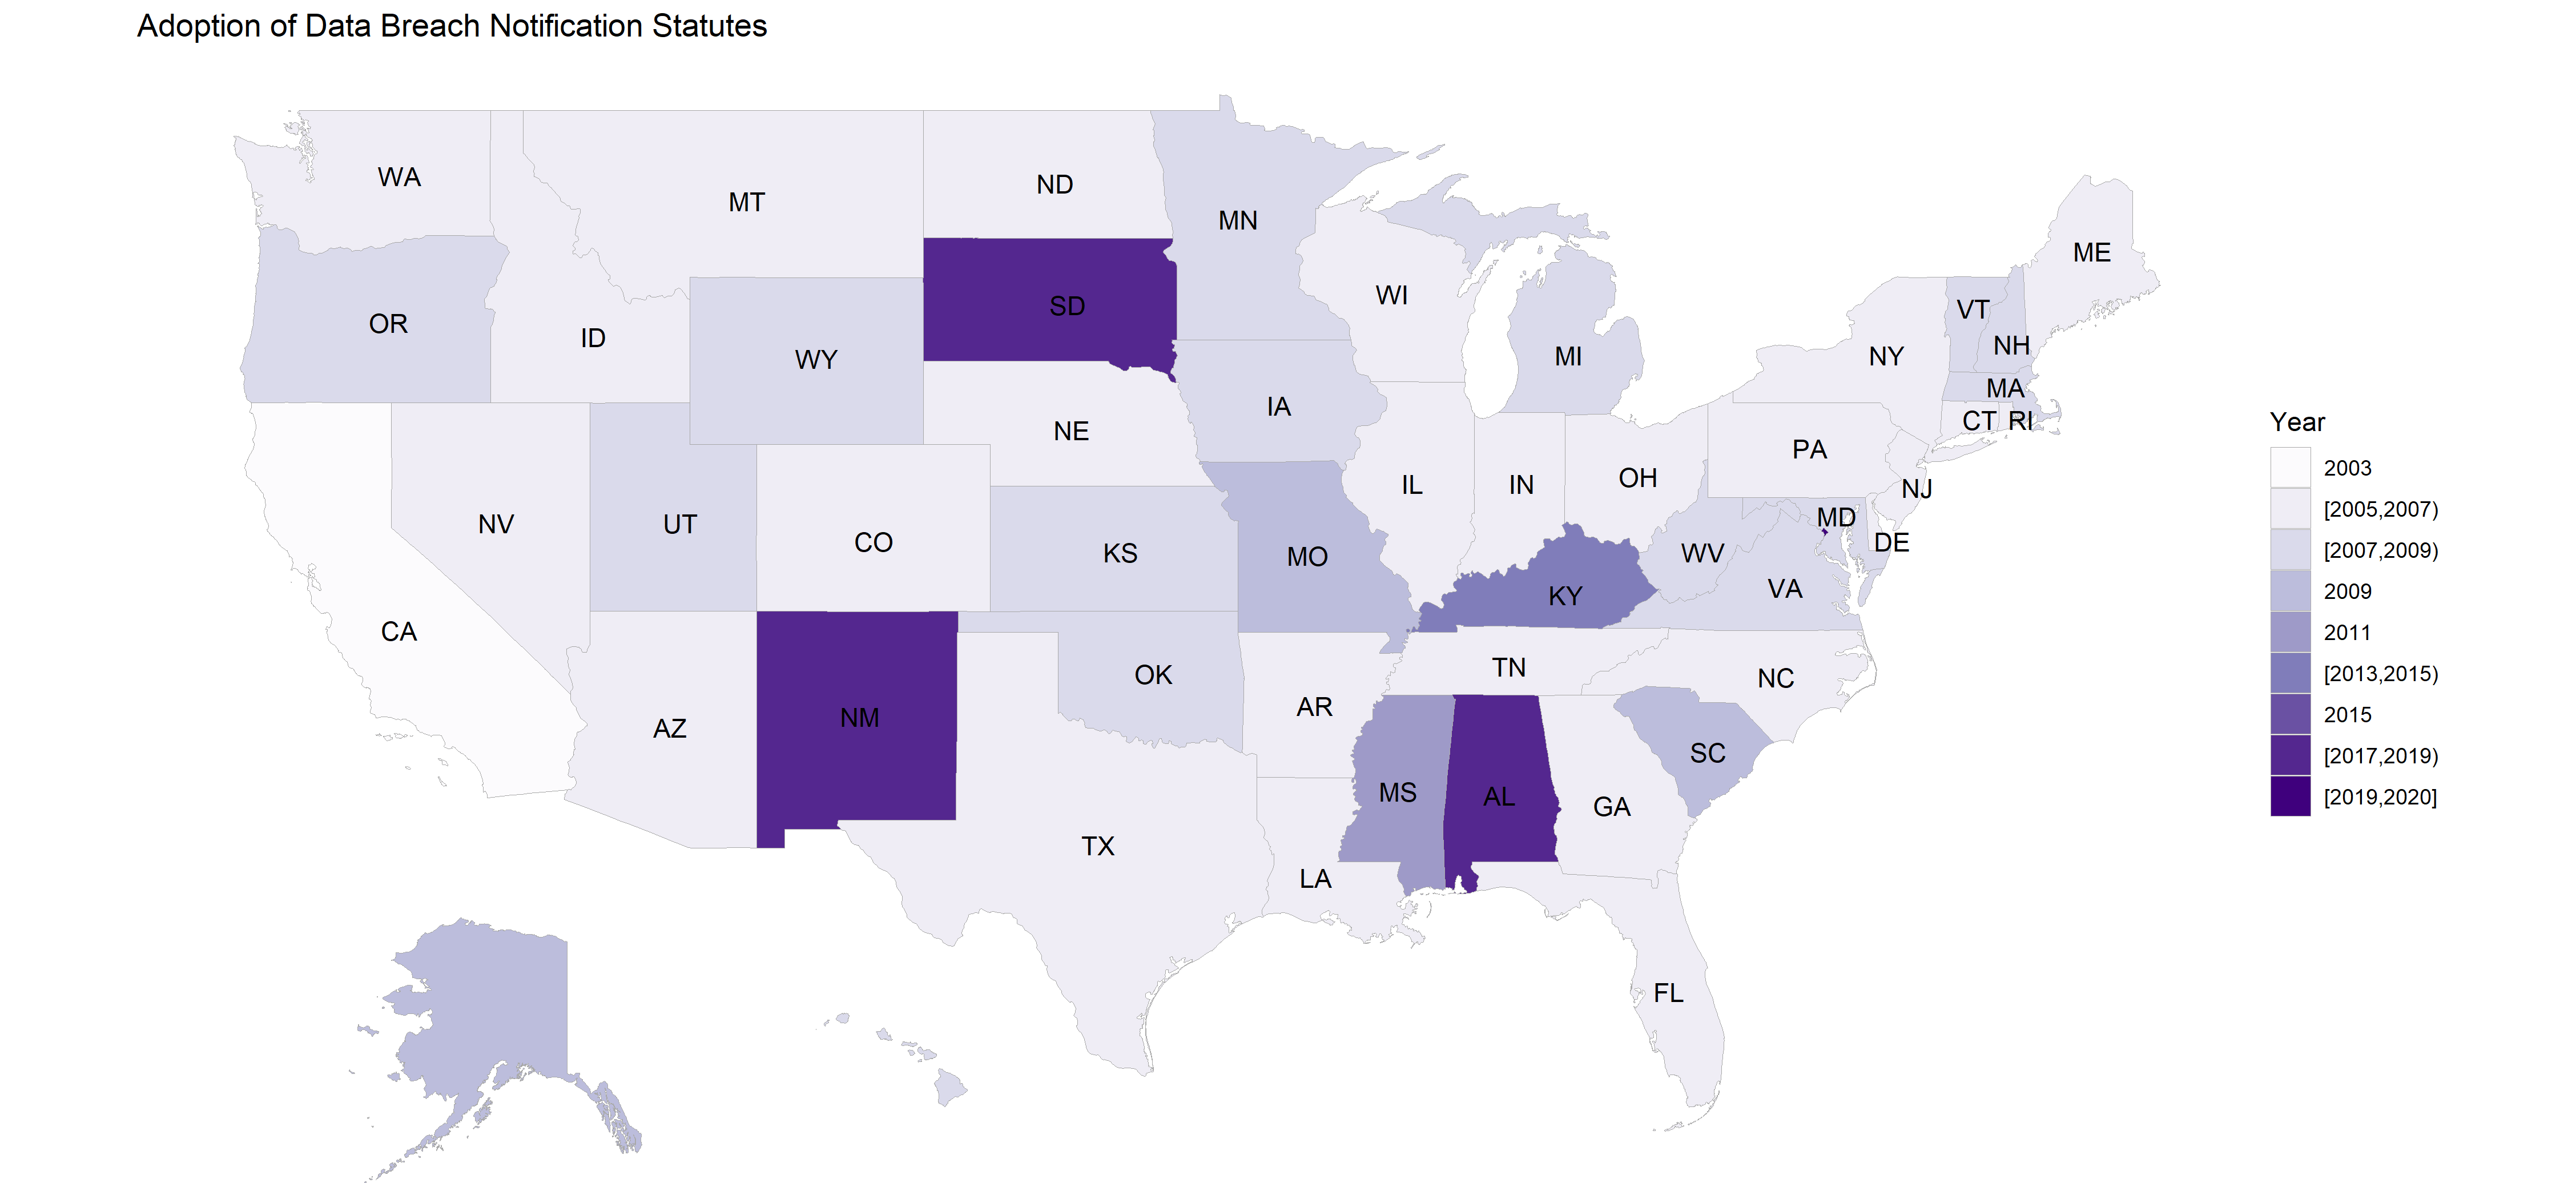 Adoption of Data Breach Notification Statutes
WA
MT
ND
MN
ME
OR
ID
WY
SD
WI
MI
VT
NH
NY
MA
CT
RI
IA
NE
PA
NJ
IL
IN
OH
NV
UT
CO
KS
MO
KY
WV
VA
MD
DE
CA
AZ
NM
OK
AR
TN
NC
TX
LA
MS
AL
GA
SC
FL
Year
2003
[2005,2007)
[2007,2009)
2009
2011
[2013,2015)
2015
[2017,2019)
[2019,2020]